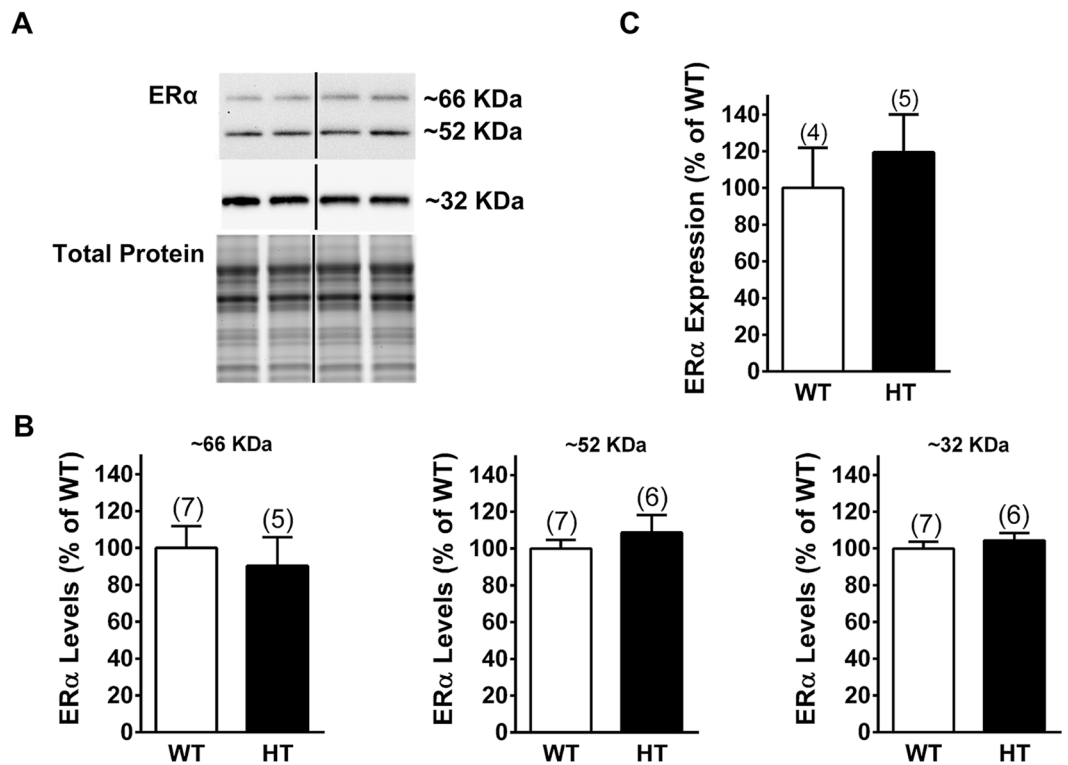 A
ERα
~66 KDa
~52 KDa
~32 KDa
Total Protein
C
ERα Expression (% of WT)
140
120
100
80
60
40
20
0
(4)
(5)
WT
HT
B
~66 KDa
ERα Levels (% of WT)
140
120
100
80
60
40
20
0
(7)
(5)
WT
HT
~52 KDa
ERα Levels (% of WT)
140
120
100
80
60
40
20
0
(7)
(6)
WT
HT
~32 KDa
ERα Levels (% of WT)
140
120
100
80
60
40
20
0
(7)
(6)
WT
HT